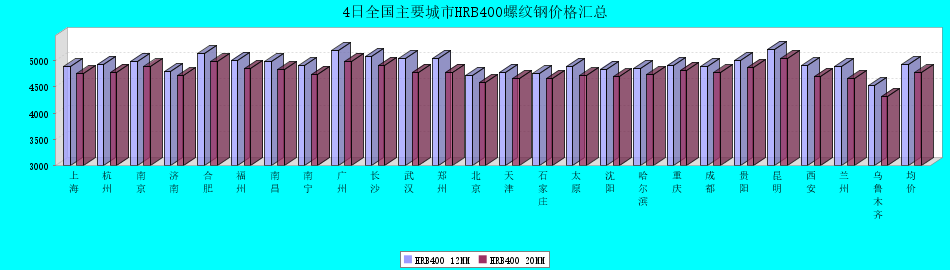 4日全国主要城市HRB400螺纹钢价格汇总
5000
4500
4000
3500
3000
上海 杭州 南京 济南 合肥 福州 南昌 南宁 广州 长沙 武汉 郑州 北京 天津 石家庄 太原 沈阳 哈尔滨 重庆 成都 贵阳 昆明 西安 兰州 乌鲁木齐 均价
HRB400 12MM HRB400 20MM